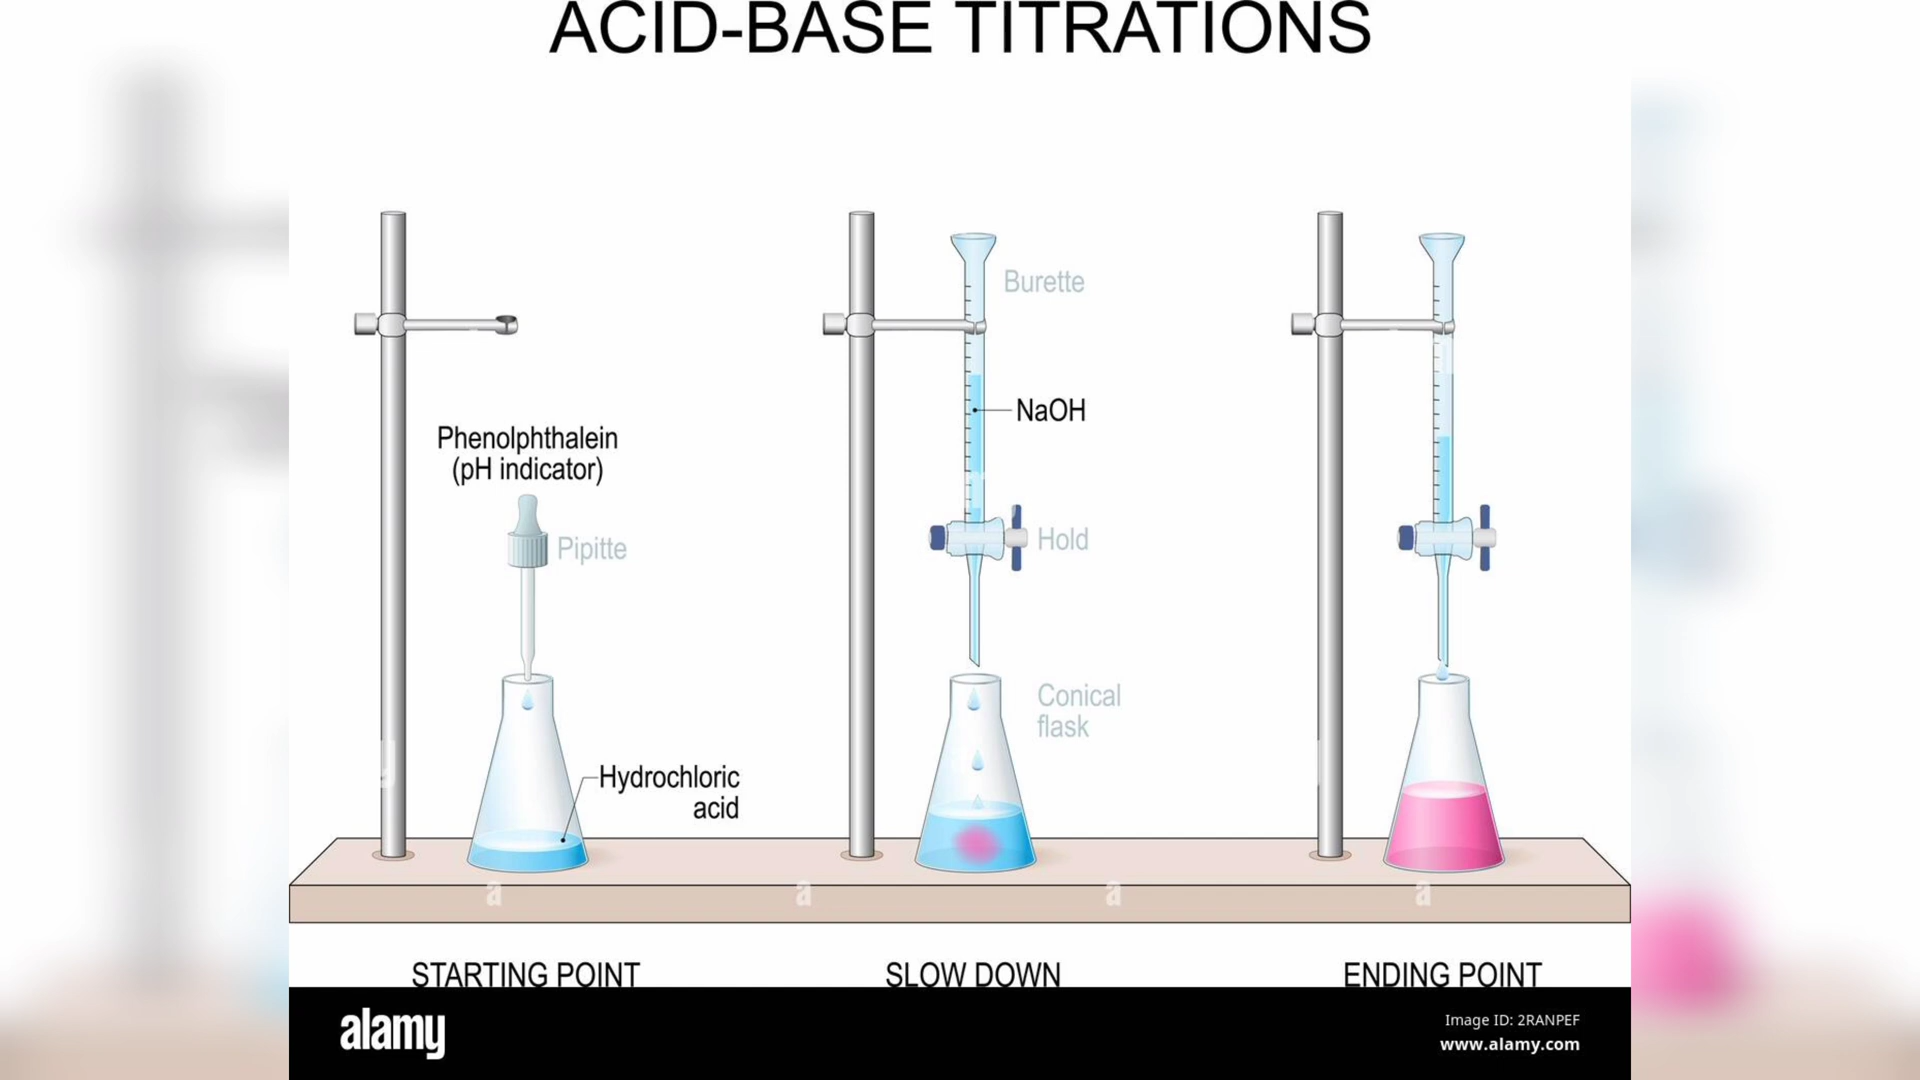 ACID-BASE TITRATIONS
Burette
NaOH
Phenolphthalein
(pH indicator)
Pipitte
Hold
Conical
flask
Hydrochloric
acid
a a a a
STARTING POINT
SLOW DOWN
ENDING POINT
alamy
Image ID: 2RANPEF
www.alamy.com